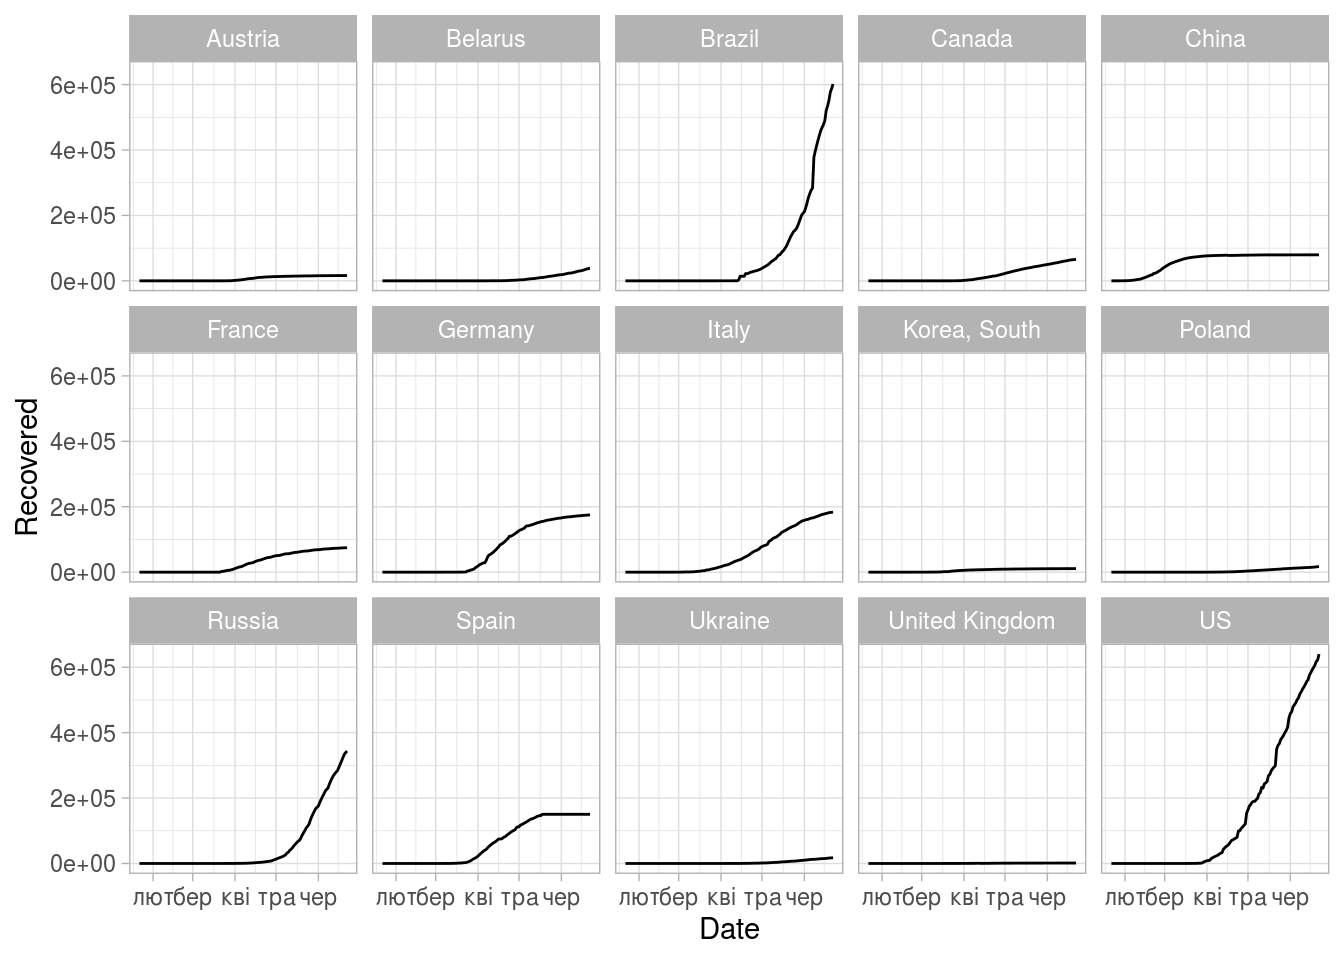 Austria Belarus Brazil Canada China
6e+05
4e+05
2e+05
0e+00
France Germany Italy Korea, South Poland
6e+05
4e+05
2e+05
0e+00
Recovered
Russia Spain Ukraine United Kingdom US
6e+05
4e+05
2e+05
0e+00
лютбер кві тра чер лютбер кві тра чер лютбер кві тра чер лютбер кві тра чер лютбер кві тра чер
Date